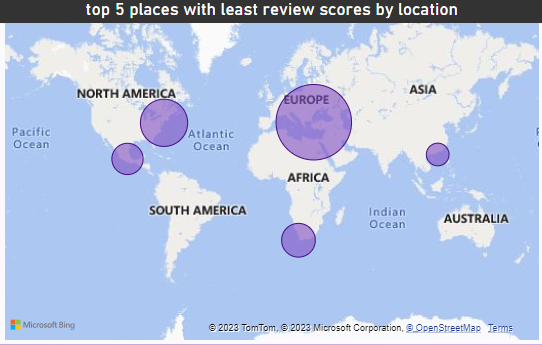 top 5 places with least review scores by location
NORTH AMERICA
EUROPE
ASIA
Pacific
Ocean
Atlantic
Ocean
AFRICA
SOUTH AMERICA
Indian
Ocean
AUSTRALIA
Microsoft Bing
© 2023 TomTom, © 2023 Microsoft Corporation, © OpenStreetMap Terms